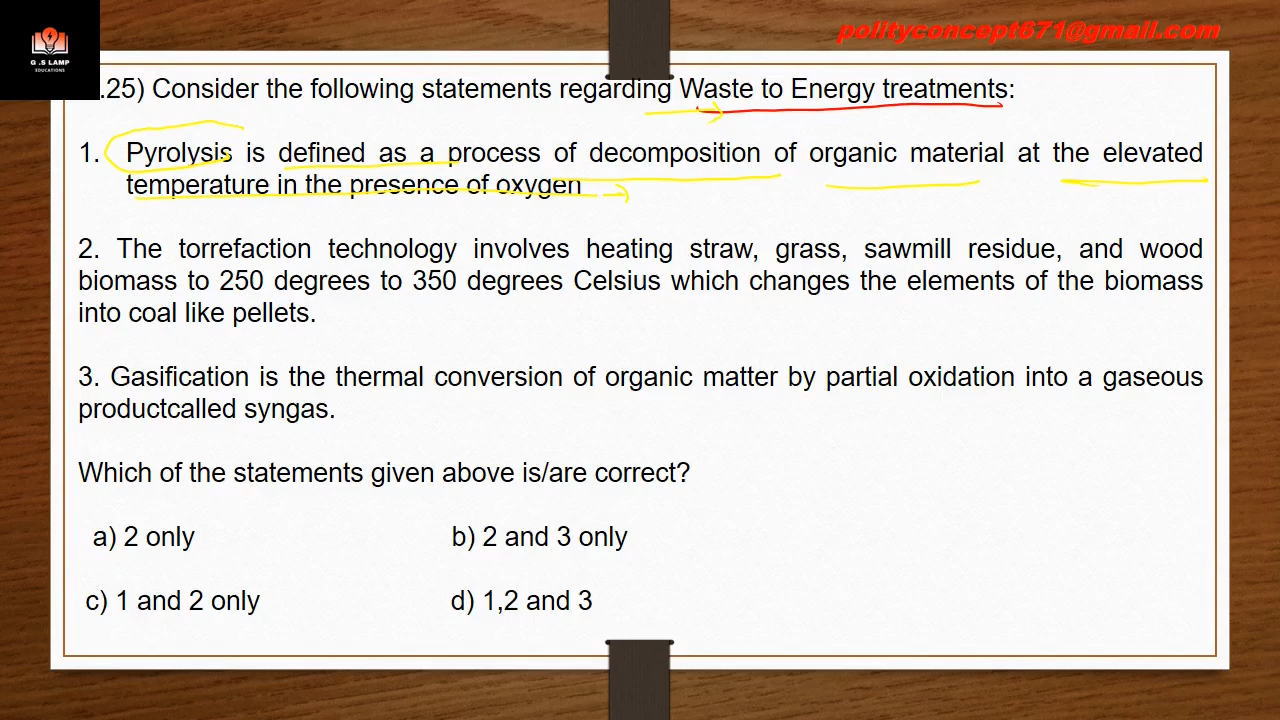 polityconcept671@gmail.com
G .S LAMP
EDUCATIONS
.25) Consider the following statements regarding Waste to Energy treatments:
1. Pyrolysis is defined as a process of decomposition of organic material at the elevated
temperature in the presence of oxygen
2. The torrefaction technology involves heating straw, grass, sawmill residue, and wood
biomass to 250 degrees to 350 degrees Celsius which changes the elements of the biomass
into coal like pellets.
3. Gasification is the thermal conversion of organic matter by partial oxidation into a gaseous
productcalled syngas.
Which of the statements given above is/are correct?
a) 2 only b) 2 and 3 only
c) 1 and 2 only d) 1,2 and 3